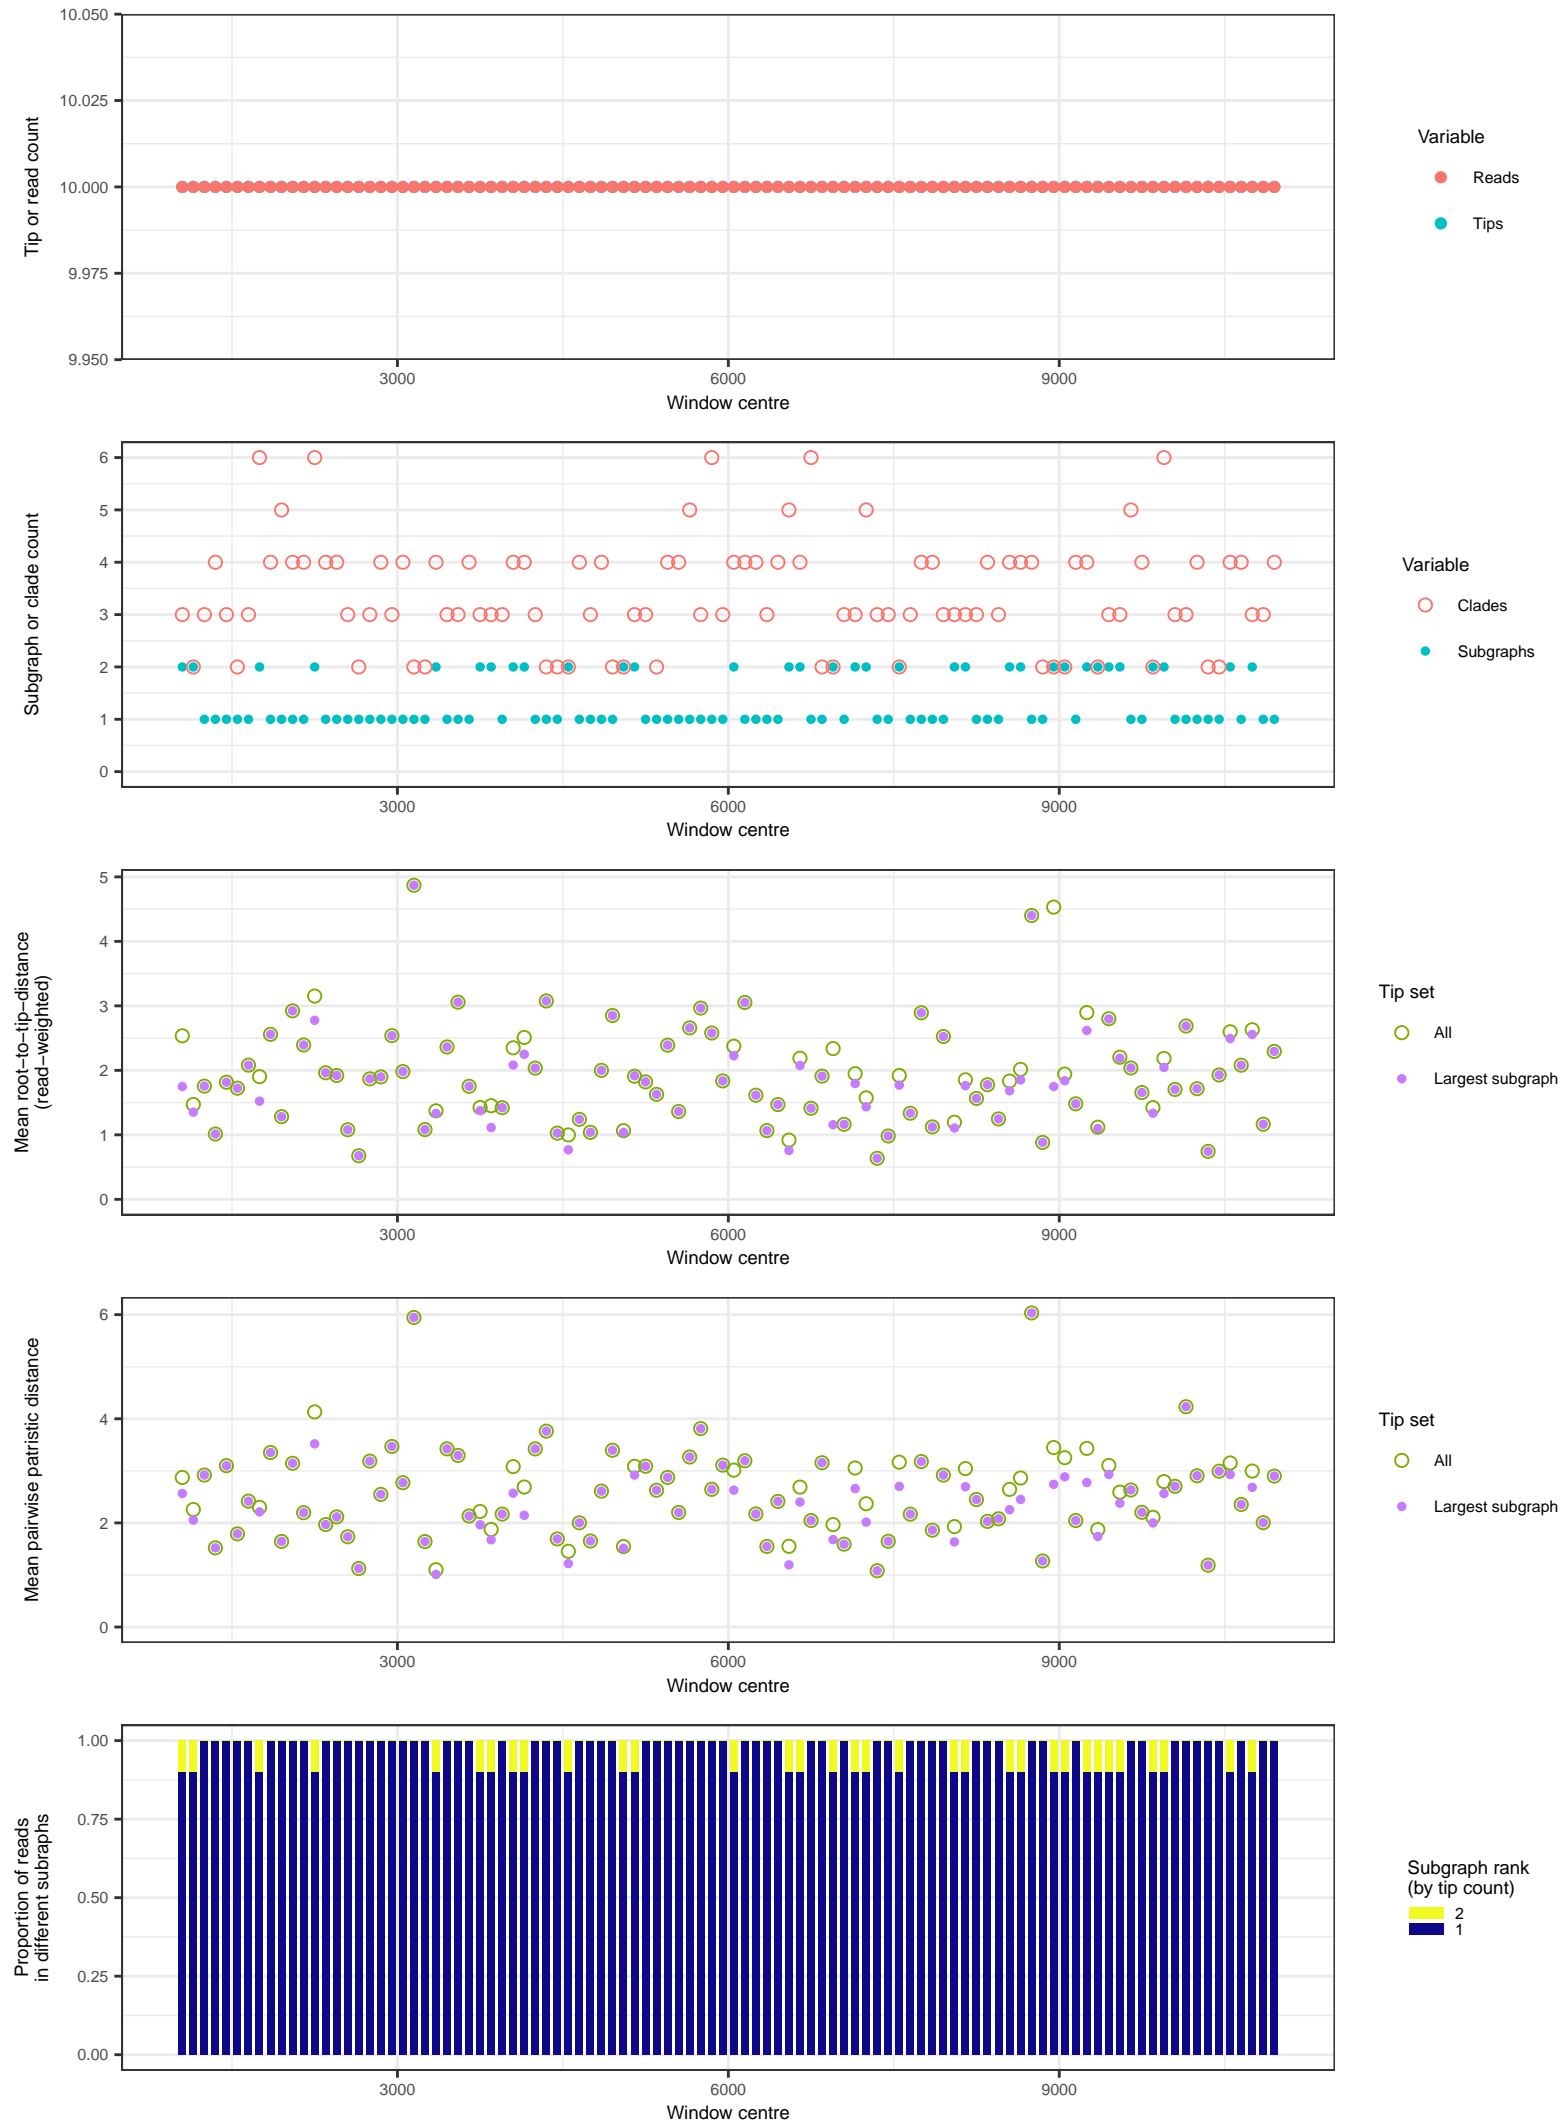 10.050
10.025
10.000
9.975
9.950
Tip or read count
3000 6000 9000
Window centre
Variable
Reads
Tips
6
5
4
3
2
1
0
Subgraph or clade count
3000 6000 9000
Window centre
Variable
Clades
Subgraphs
5
4
3
2
1
0
Mean root−to−tip−distance
(read−weighted)
3000 6000 9000
Window centre
Tip set
All
Largest subgraph
6
4
2
0
Mean pairwise patristic distance
3000 6000 9000
Window centre
Tip set
All
Largest subgraph
1.00
0.75
0.50
0.25
0.00
Proportion of reads
in different subraphs
3000 6000 9000
Window centre
Subgraph rank
(by tip count)
2
1